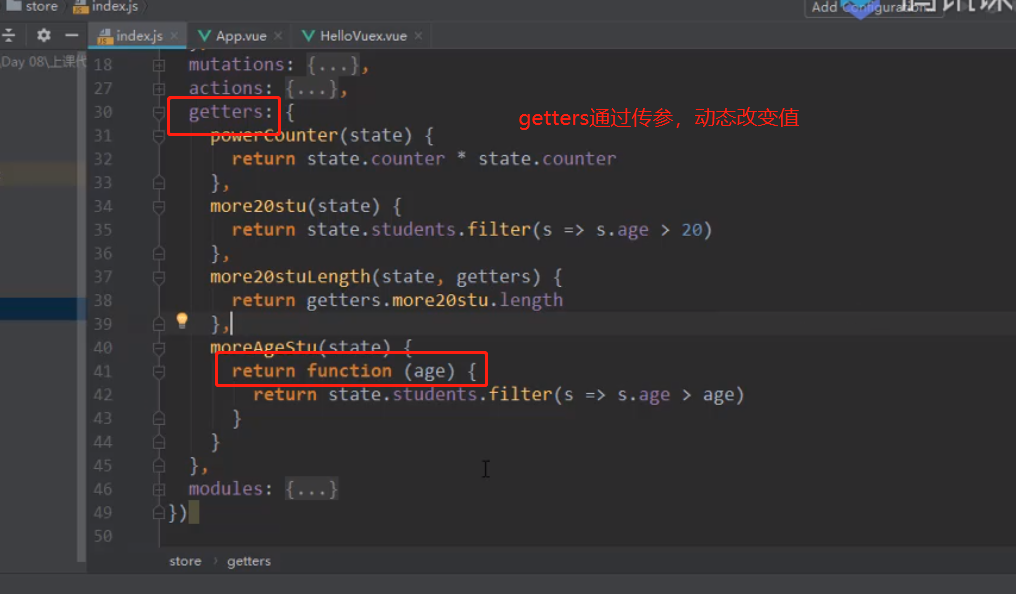 store index.js Add Configuration...
index.js × App.vue × HelloVuex.vue ×
Day 08\上课代
18 mutations: {...},
27 actions: {...},
30 getters: {
getters通过传参，动态改变值
31 powerCounter(state) {
32 return state.counter * state.counter
33 },
34 more20stu(state) {
35 return state.students.filter(s => s.age > 20)
36 },
37 more20stuLength(state, getters) {
38 return getters.more20stu.length
39 },
40 moreAgeStu(state) {
41 return function (age) {
42 return state.students.filter(s => s.age > age)
43 }
44 }
45 },
46 modules: {...}
49 })
50
store › getters